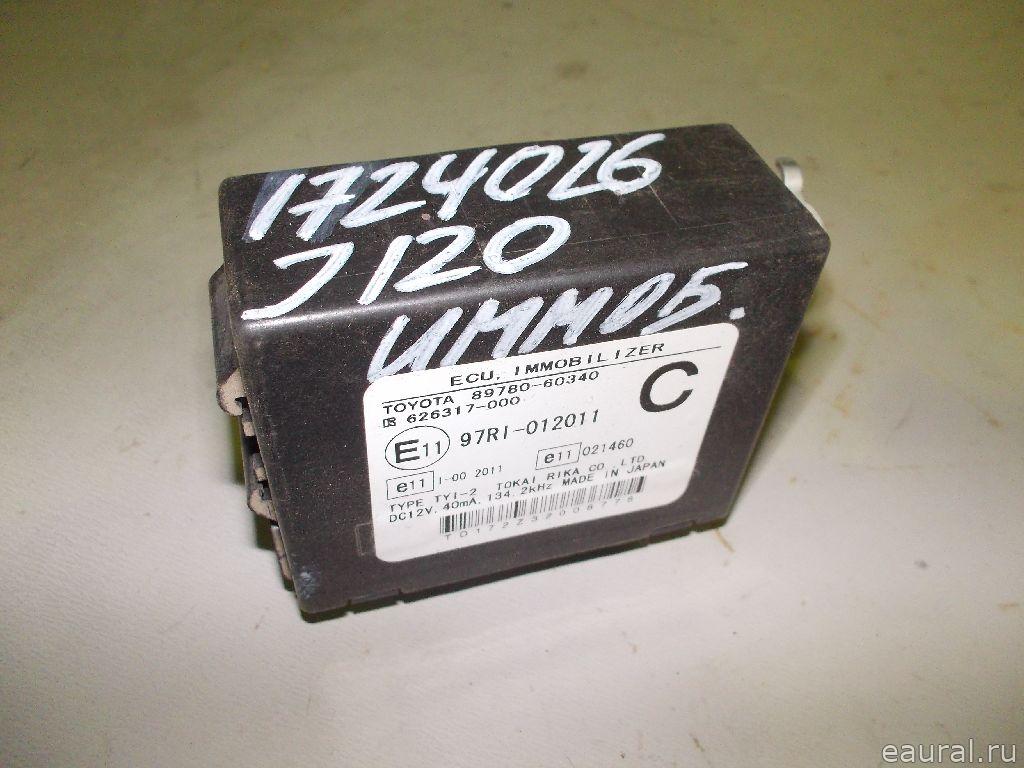 1724026
J120
ИММОБ.
ECU, IMMOBILIZER
TOYOTA 89780-60340
626317-000
C
E11 97RI-012011
e11 I-00 2011 e11 021460
TYPE TYI-2 TOKAI RIKA CO., LTD.
DC12V. 40mA. 134.2kHz MADE IN JAPAN
eaural.ru